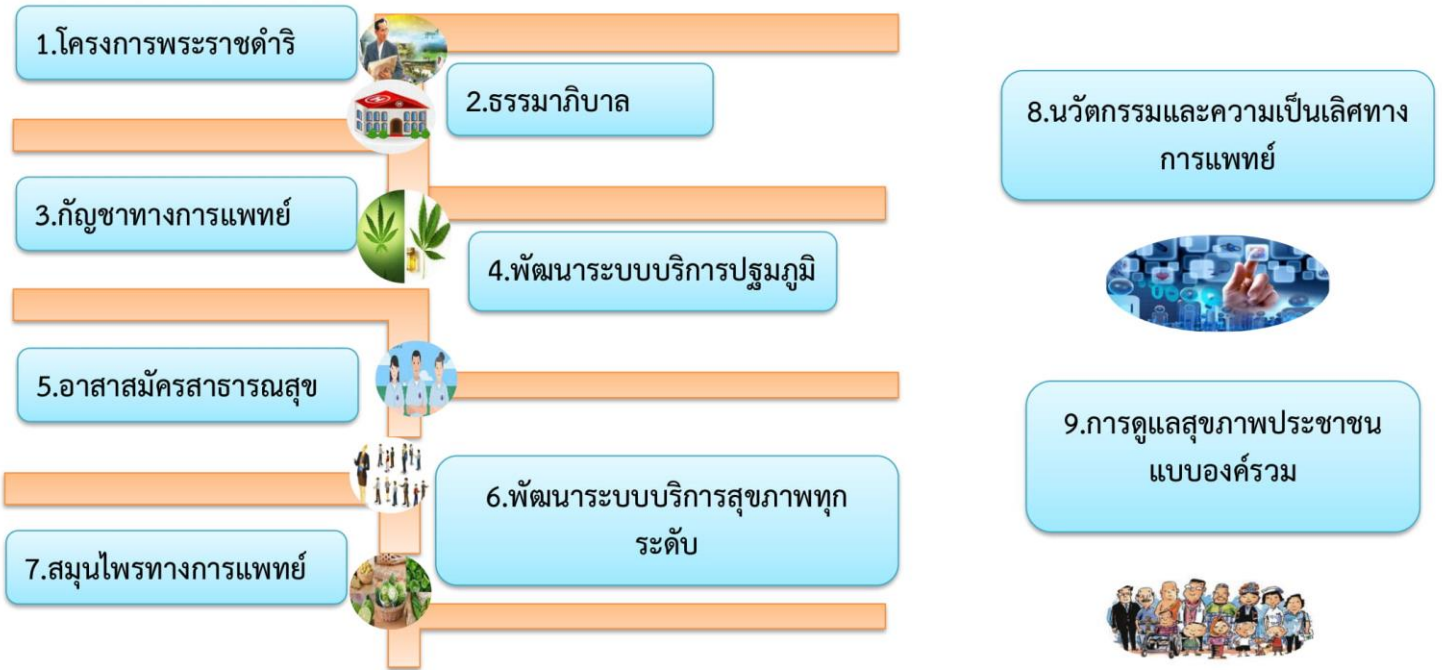 1.โครงการพระราชดำริ
2.ธรรมาภิบาล
3.กัญชาทางการแพทย์
4.พัฒนาระบบบริการปฐมภูมิ
5.อาสาสมัครสาธารณสุข
6.พัฒนาระบบบริการสุขภาพทุก
ระดับ
7.สมุนไพรทางการแพทย์
8.นวัตกรรมและความเป็นเลิศทาง
การแพทย์
9.การดูแลสุขภาพประชาชน
แบบองค์รวม